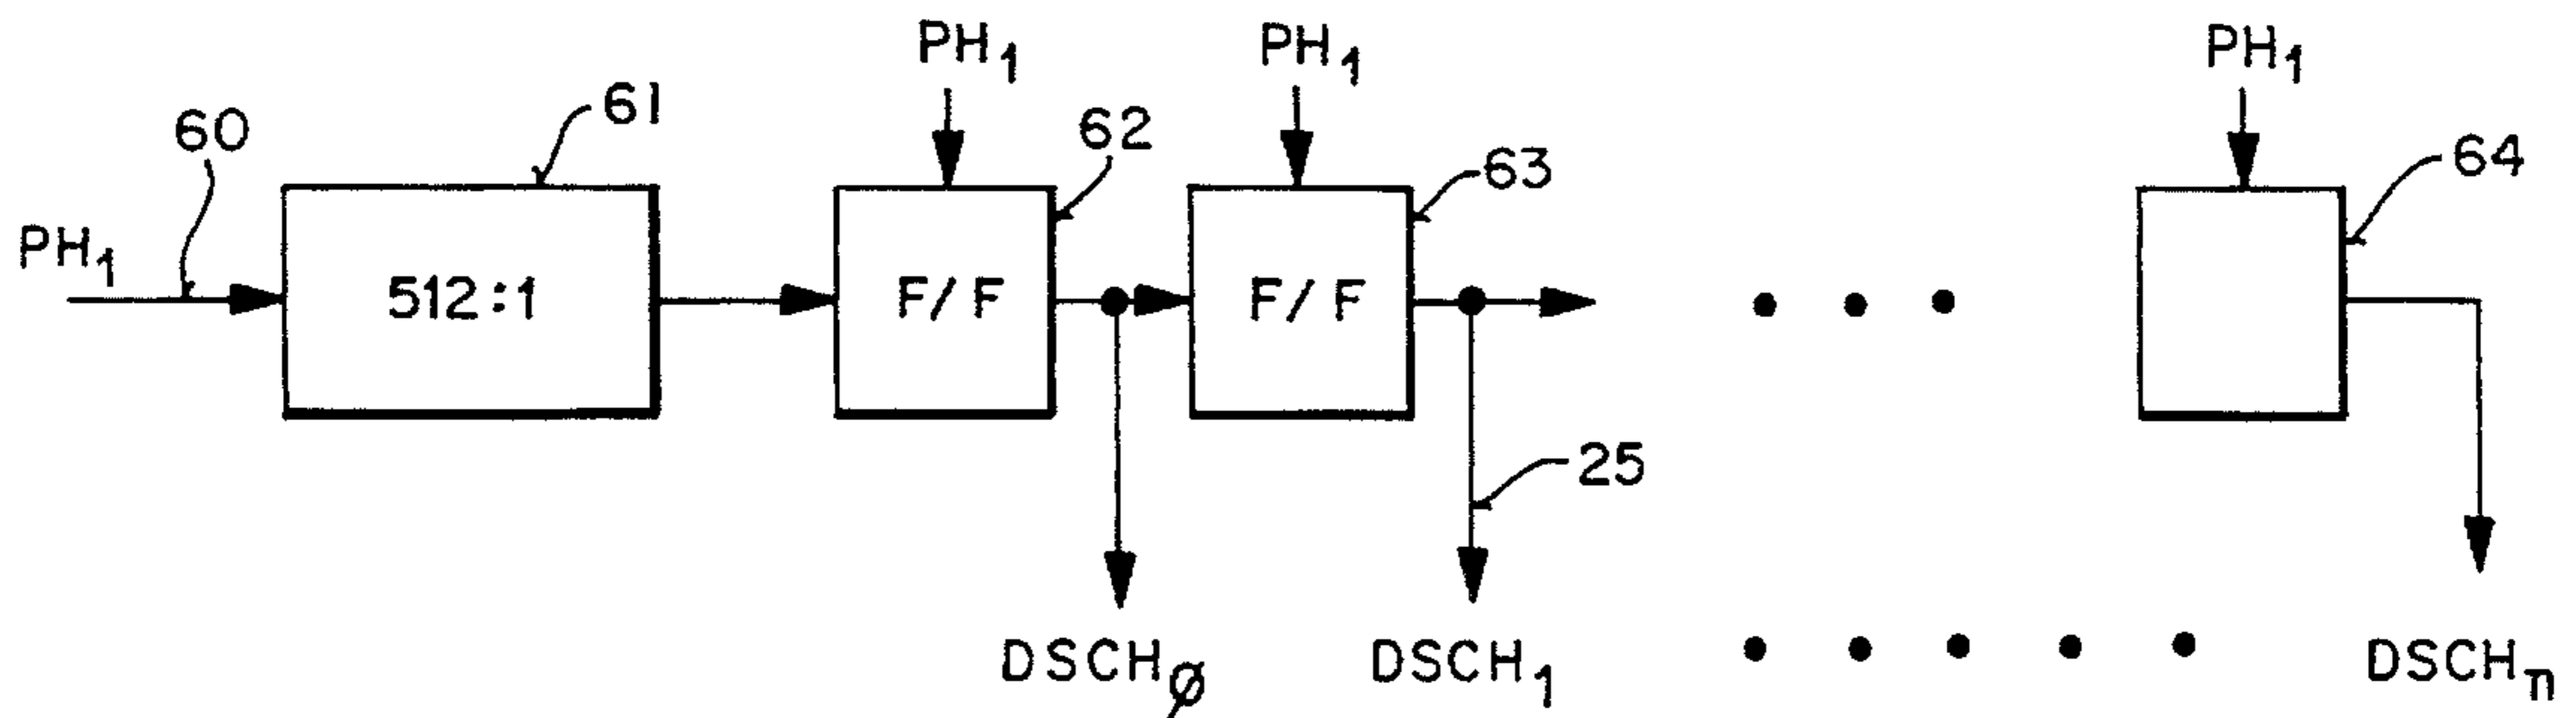 PH₁
PH₁
PH₁
60
61
62
63
64
PH₁
512:1
F/F
F/F
25
DSCHø
DSCH₁
DSCHₙ